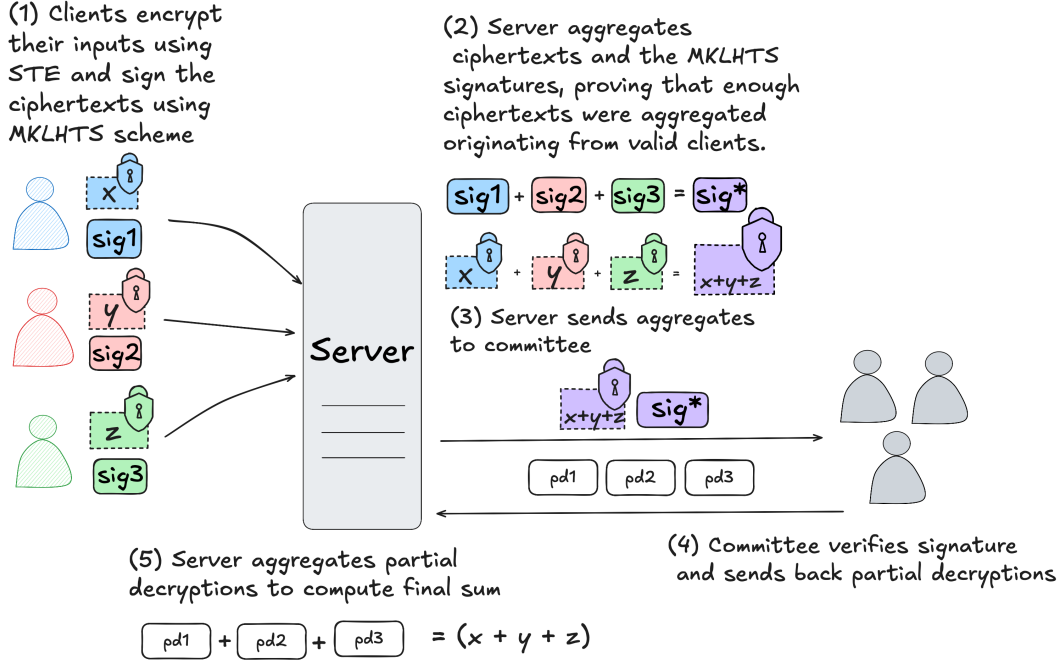 (1) Clients encrypt
their inputs using
STE and sign the
ciphertexts using
MKLHTS scheme
x
sig1
y
sig2
z
sig3
Server
(2) Server aggregates
ciphertexts and the MKLHTS
signatures, proving that enough
ciphertexts were aggregated
originating from valid clients.
sig1 + sig2 + sig3 = sig*
x + y + z = x+y+z
(3) Server sends aggregates
to committee
x+y+z sig*
pd1 pd2 pd3
(4) Committee verifies signature
and sends back partial decryptions
(5) Server aggregates partial
decryptions to compute final sum
pd1 + pd2 + pd3 = (x + y + z)